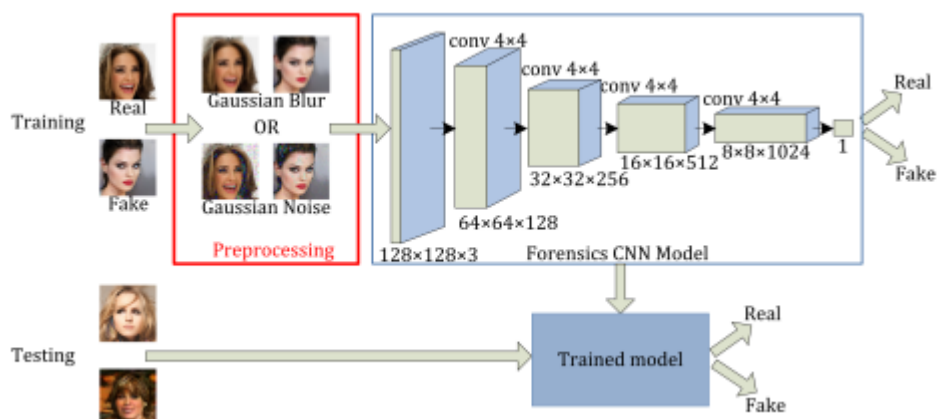 Training
Real
Fake
Gaussian Blur
OR
Gaussian Noise
Preprocessing
conv 4×4
conv 4×4
conv 4×4
conv 4×4
128×128×3
64×64×128
32×32×256
16×16×512
8×8×1024
1
Forensics CNN Model
Real
Fake
Testing
Trained model
Real
Fake